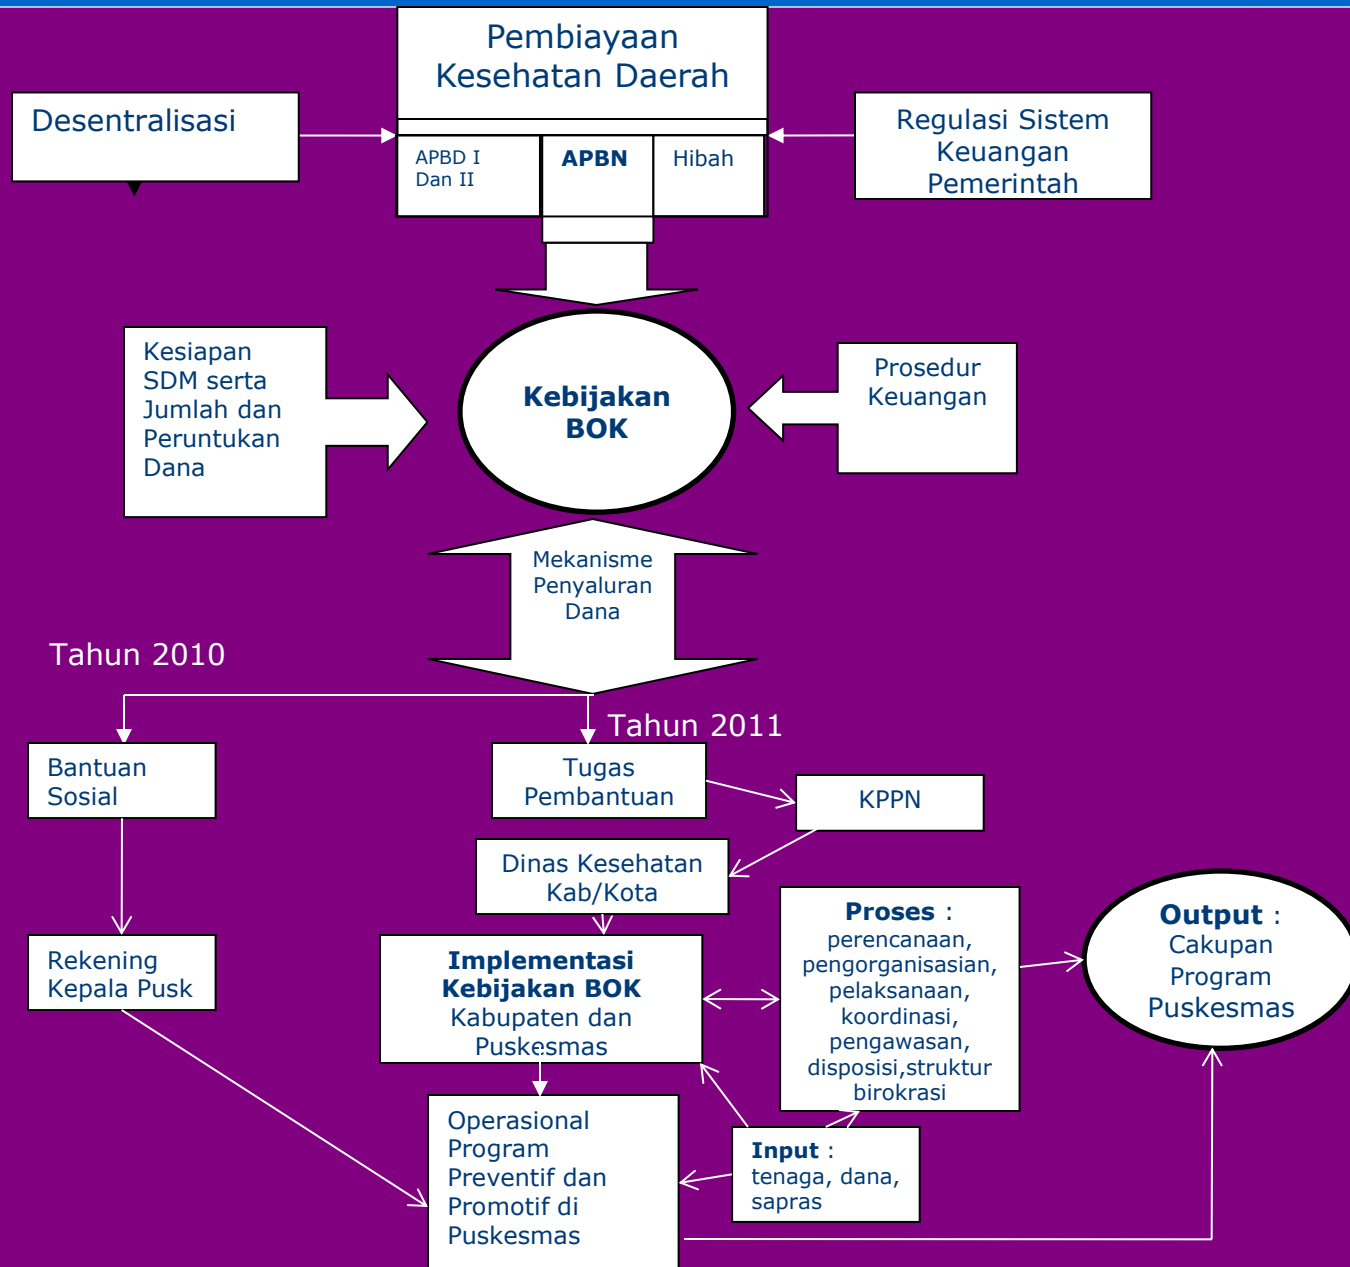 Pembiayaan
Kesehatan Daerah
Desentralisasi
Regulasi Sistem
Keuangan
Pemerintah
APBD I
Dan II
APBN
Hibah
Kesiapan
SDM serta
Jumlah dan
Peruntukan
Dana
Kebijakan
BOK
Prosedur
Keuangan
Mekanisme
Penyaluran
Dana
Tahun 2010
Tahun 2011
Bantuan
Sosial
Tugas
Pembantuan
KPPN
Dinas Kesehatan
Kab/Kota
Rekening
Kepala Pusk
Implementasi
Kebijakan BOK
Kabupaten dan
Puskesmas
Proses :
perencanaan,
pengorganisasian,
pelaksanaan,
koordinasi,
pengawasan,
disposisi,struktur
birokrasi
Output :
Cakupan
Program
Puskesmas
Operasional
Program
Preventif dan
Promotif di
Puskesmas
Input :
tenaga, dana,
sapras